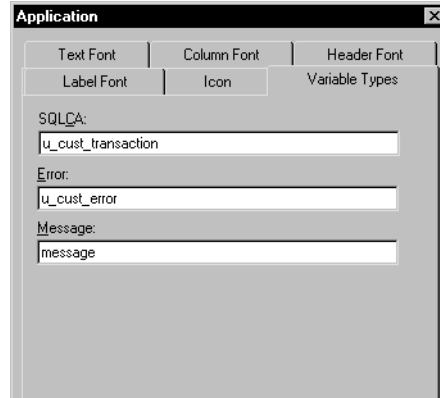 Application
Text Font Column Font Header Font
Label Font Icon Variable Types
SQLCA:
u_cust_transaction
Error:
u_cust_error
Message:
message